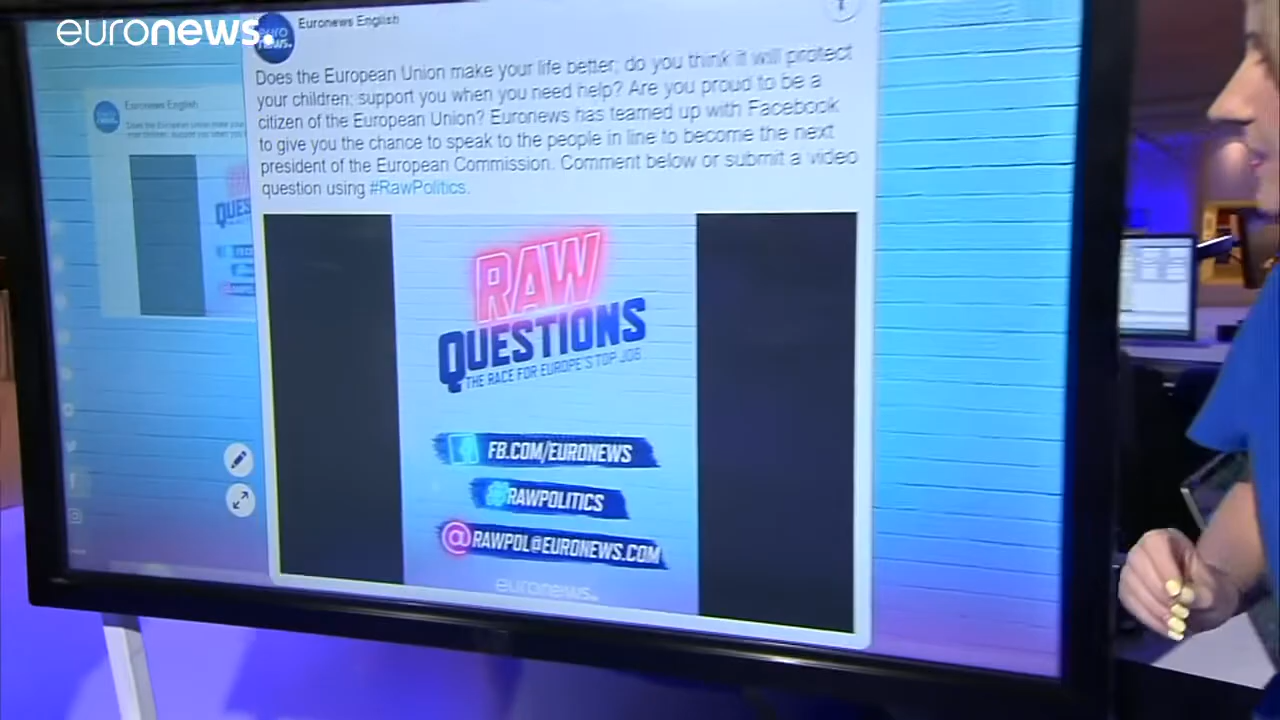 euronews.
euro
news.
Euronews English
Does the European Union make your life better; do you think it will protect
your children; support you when you need help? Are you proud to be a
citizen of the European Union? Euronews has teamed up with Facebook
to give you the chance to speak to the people in line to become the next
president of the European Commission. Comment below or submit a video
question using #RawPolitics.
Euronews English
RAW
QUESTIONS
THE RACE FOR EUROPE'S TOP JOB
FB.COM/EURONEWS
#RAWPOLITICS
@RAWPOL@EURONEWS.COM
euronews.